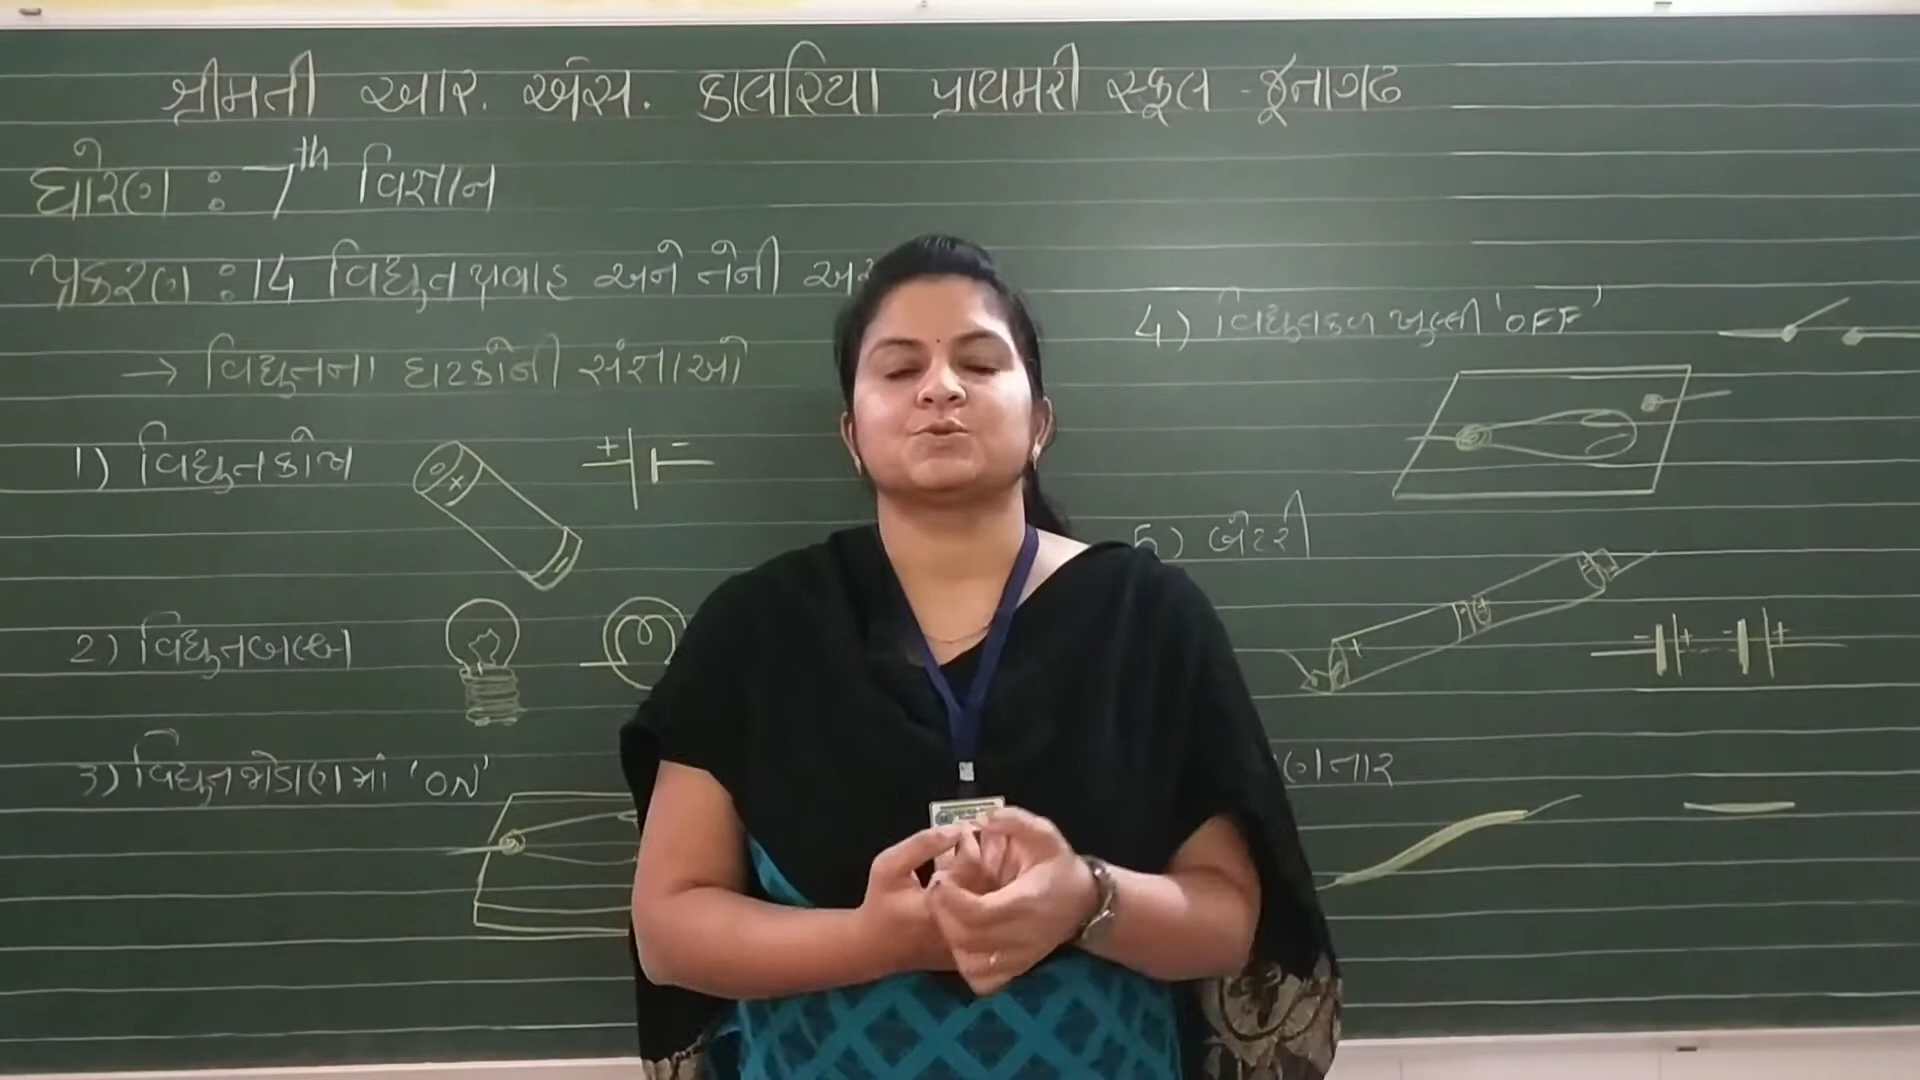 શ્રીમતી આર. એસ. કાલરિયા પ્રાયમરી સ્કૂલ - જૂનાગઢ
ધોરણ : 7th વિજ્ઞાન
પ્રકરણ : 14 વિદ્યુતપ્રવાહ અને તેની
→ વિદ્યુતના ઘટકોની સંજ્ઞાઓ
1) વિદ્યુતકોષ
+ -
2) વિદ્યુતબલ્બ
3) વિદ્યુતજોડાણમાં 'ON'
4) વિદ્યુતકળ ખુલ્લી 'OFF'
5) બેટરી
- + - +